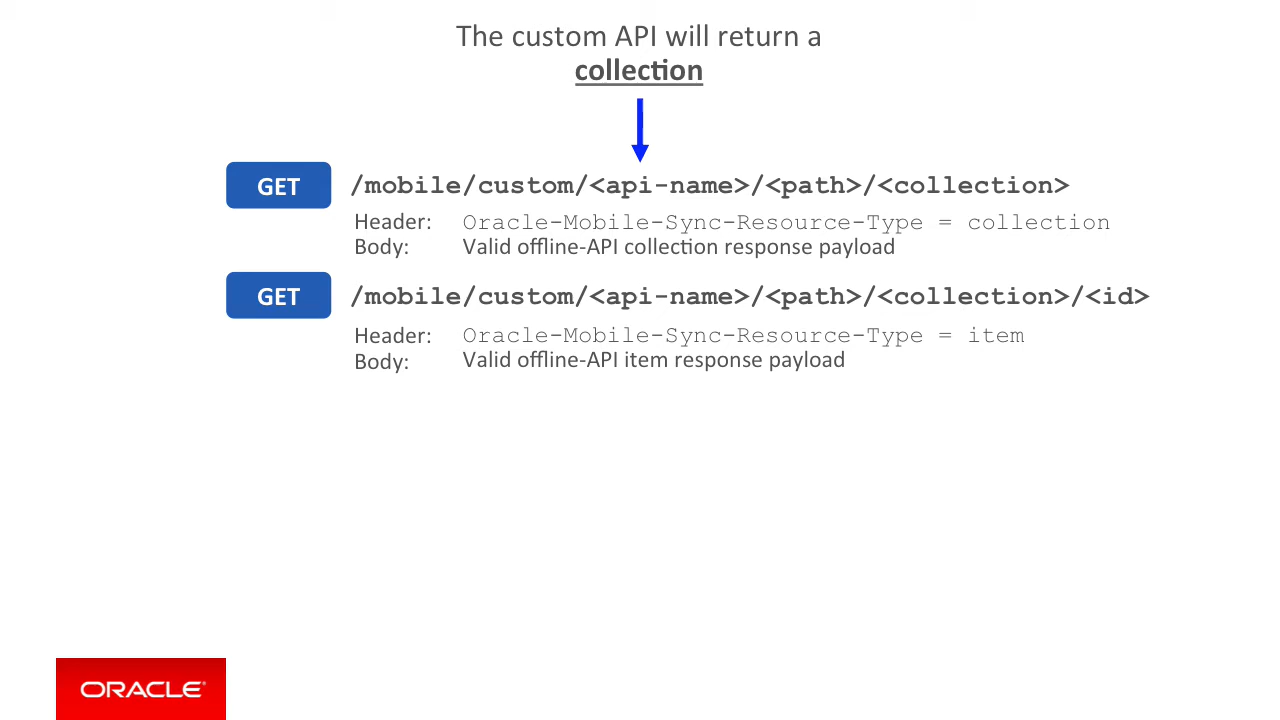 The custom API will return a
collection
GET /mobile/custom/<api-name>/<path>/<collection>
Header: Oracle-Mobile-Sync-Resource-Type = collection
Body: Valid offline-API collection response payload
GET /mobile/custom/<api-name>/<path>/<collection>/<id>
Header: Oracle-Mobile-Sync-Resource-Type = item
Body: Valid offline-API item response payload
ORACLE®